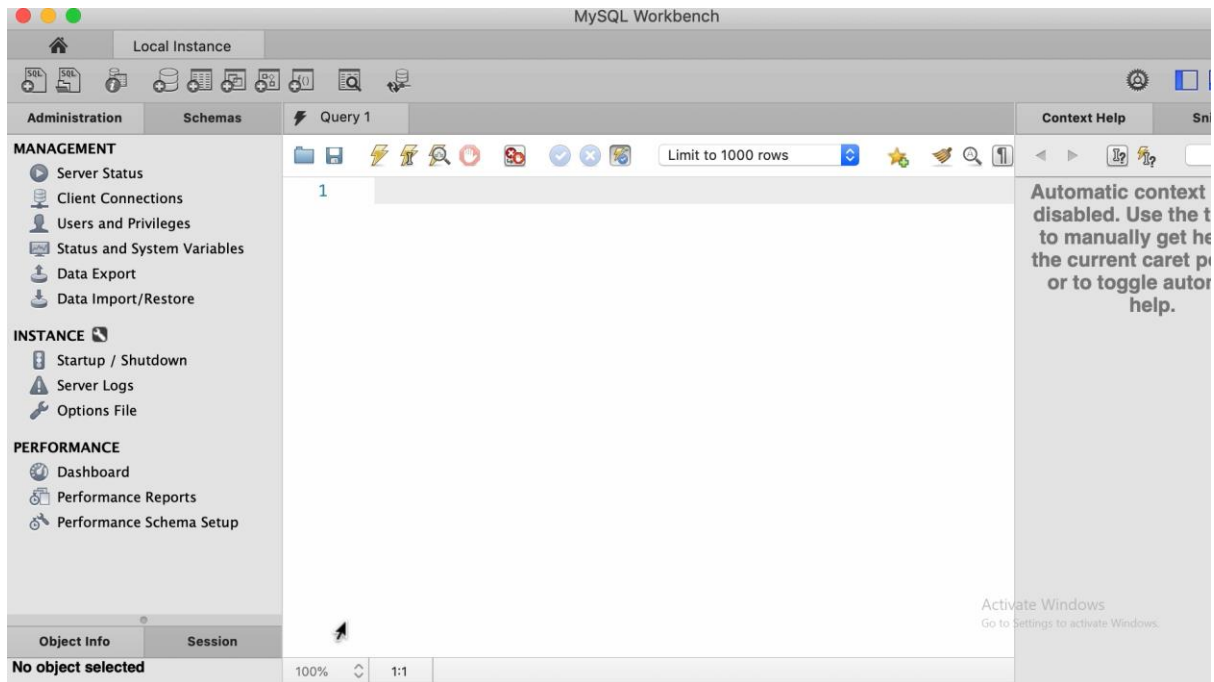 MySQL Workbench
Local Instance
SQL SQL
Administration Schemas
Query 1
Context Help Sni
MANAGEMENT
Server Status
Client Connections
Users and Privileges
Status and System Variables
Data Export
Data Import/Restore
INSTANCE
Startup / Shutdown
Server Logs
Options File
PERFORMANCE
Dashboard
Performance Reports
Performance Schema Setup
Object Info Session
No object selected
Limit to 1000 rows
1
100% 1:1
Automatic context
disabled. Use the t
to manually get he
the current caret p
or to toggle autor
help.
Activate Windows
Go to Settings to activate Windows.